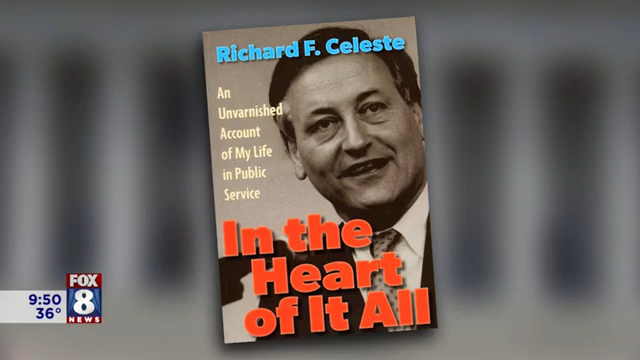 Richard F. Celeste
An
Unvarnished
Account
of My Life
in Public
Service
In the
Heart
of It All
9:50
36°
FOX
8
NEWS